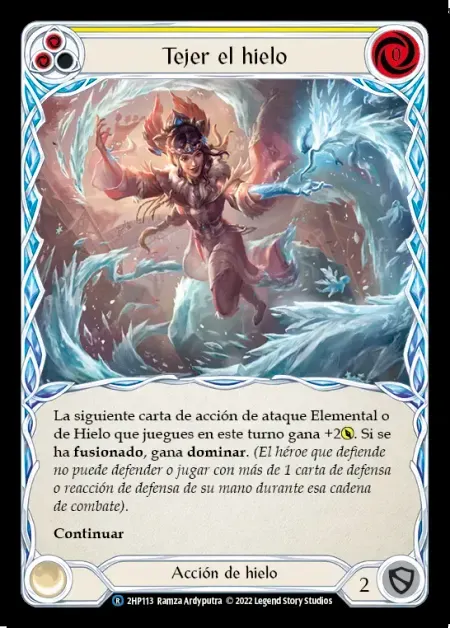 Tejer el hielo
0
La siguiente carta de acción de ataque Elemental o
de Hielo que juegues en este turno gana +2. Si se
ha fusionado, gana dominar. (El héroe que defiende
no puede defender o jugar con más de 1 carta de defensa
o reacción de defensa de su mano durante esa cadena
de combate).
Continuar
Acción de hielo
2
R 2HP113 Ramza Ardyputra © 2022 Legend Story Studios